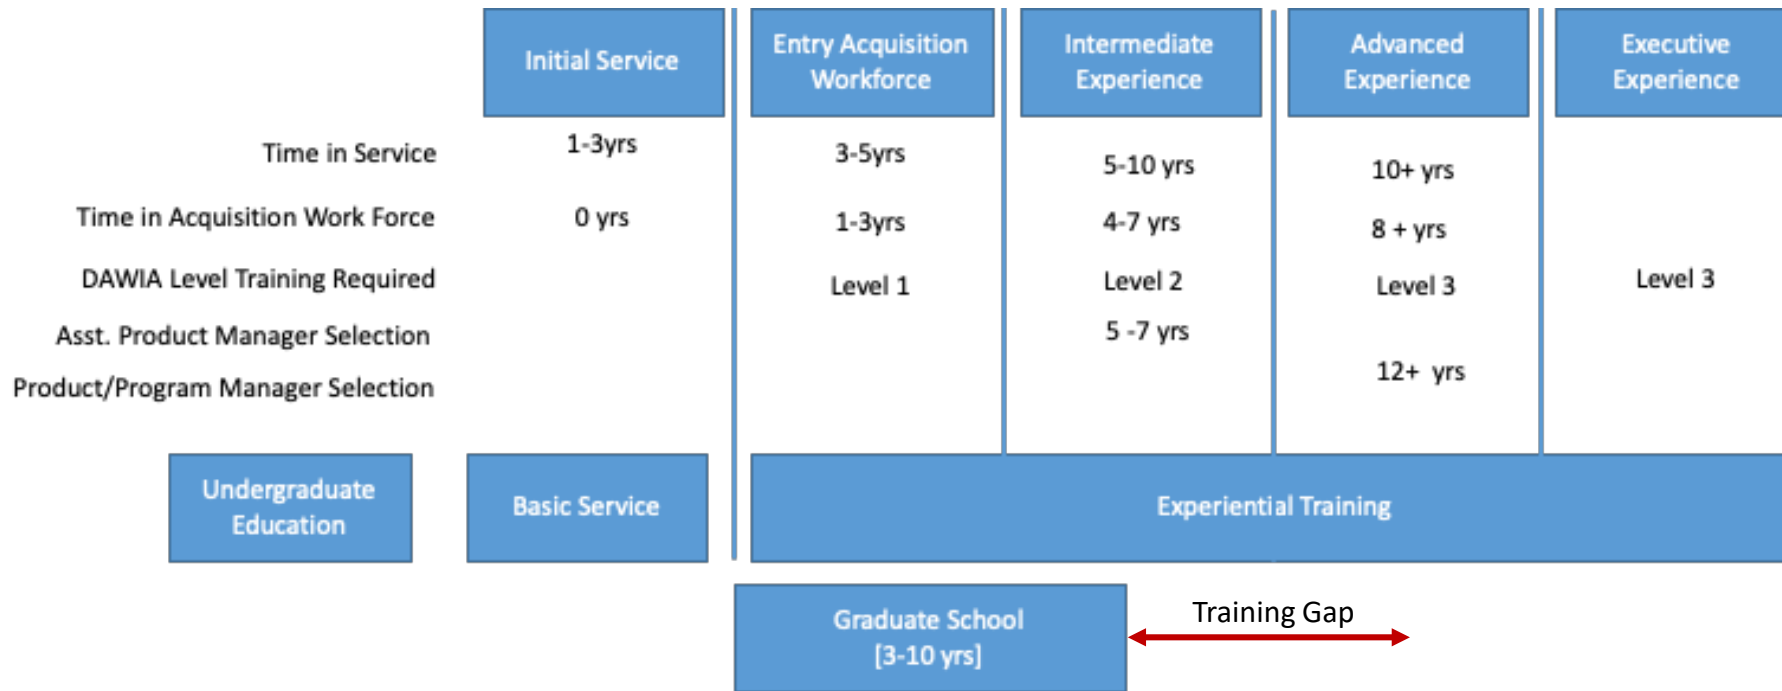 Initial Service
Entry Acquisition
Workforce
Intermediate
Experience
Advanced
Experience
Executive
Experience
Time in Service
1-3yrs
3-5yrs
5-10 yrs
10+ yrs
Time in Acquisition Work Force
0 yrs
1-3yrs
4-7 yrs
8 + yrs
DAWIA Level Training Required
Level 1
Level 2
Level 3
Level 3
Asst. Product Manager Selection
5 -7 yrs
Product/Program Manager Selection
12+ yrs
Undergraduate
Education
Basic Service
Experiential Training
Graduate School
[3-10 yrs]
Training Gap